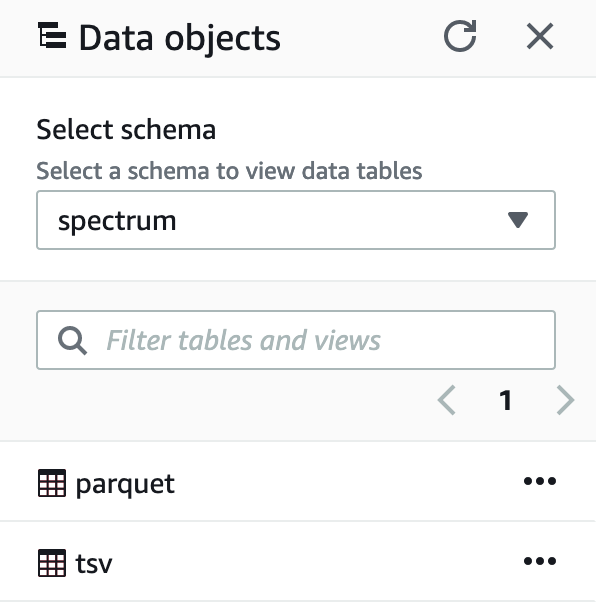 Data objects
Select schema
Select a schema to view data tables
spectrum
Filter tables and views
1
parquet
tsv